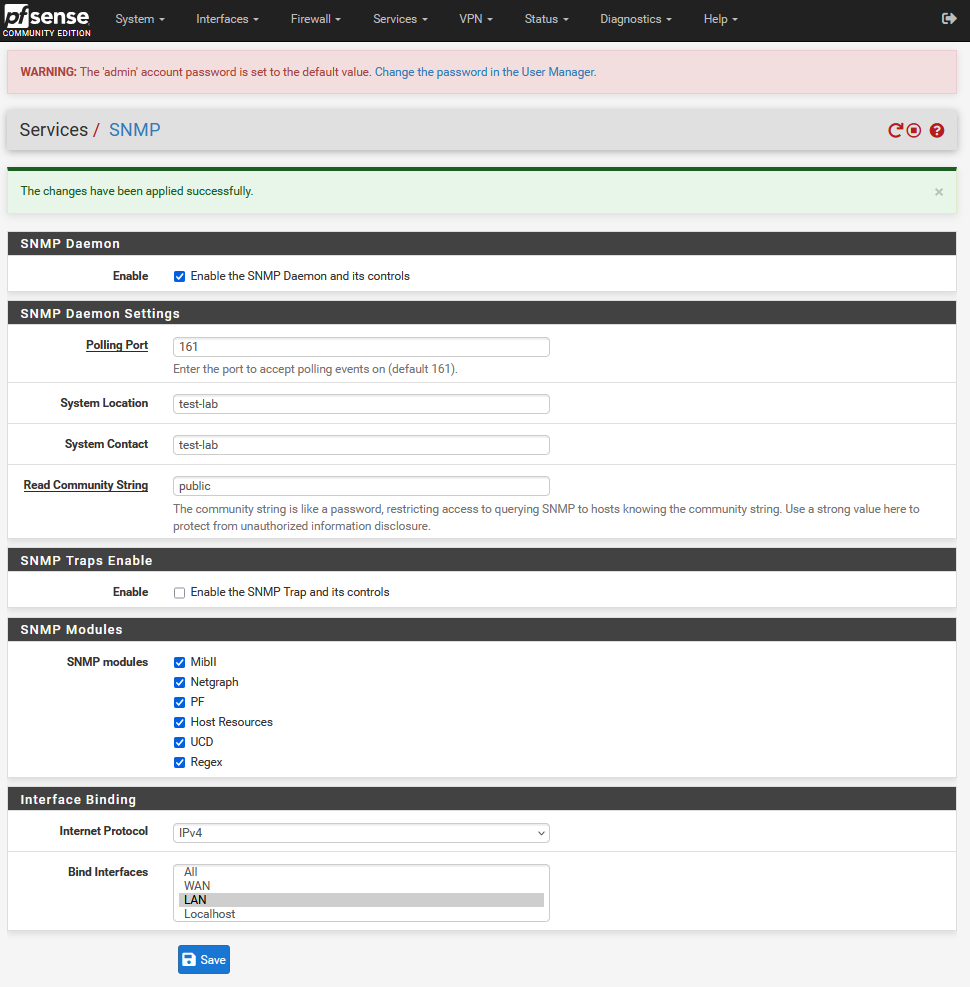 pfsense
COMMUNITY EDITION
System Interfaces Firewall Services VPN Status Diagnostics Help
WARNING: The 'admin' account password is set to the default value. Change the password in the User Manager.
Services / SNMP
The changes have been applied successfully.
×
SNMP Daemon
Enable Enable the SNMP Daemon and its controls
SNMP Daemon Settings
Polling Port 161
Enter the port to accept polling events on (default 161).
System Location test-lab
System Contact test-lab
Read Community String public
The community string is like a password, restricting access to querying SNMP to hosts knowing the community string. Use a strong value here to
protect from unauthorized information disclosure.
SNMP Traps Enable
Enable Enable the SNMP Trap and its controls
SNMP Modules
SNMP modules MibII
Netgraph
PF
Host Resources
UCD
Regex
Interface Binding
Internet Protocol IPv4
Bind Interfaces All
WAN
LAN
Localhost
Save